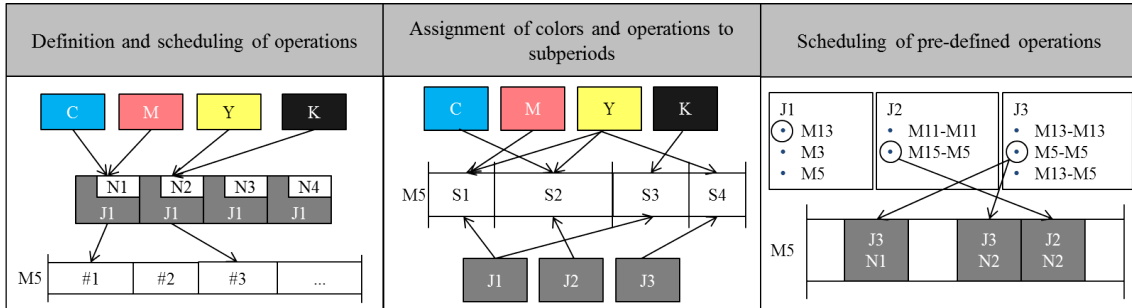 Definition and scheduling of operations
Assignment of colors and operations to
subperiods
Scheduling of pre-defined operations
C M Y K
N1 N2 N3 N4
J1 J1 J1 J1
M5 #1 #2 #3 ...
C M Y K
M5 S1 S2 S3 S4
J1 J2 J3
J1 J2 J3
• M13 • M11-M11 • M13-M13
• M3 • M15-M5 • M5-M5
• M5 • M13-M5
J3 J3 J2
M5
N1 N2 N2